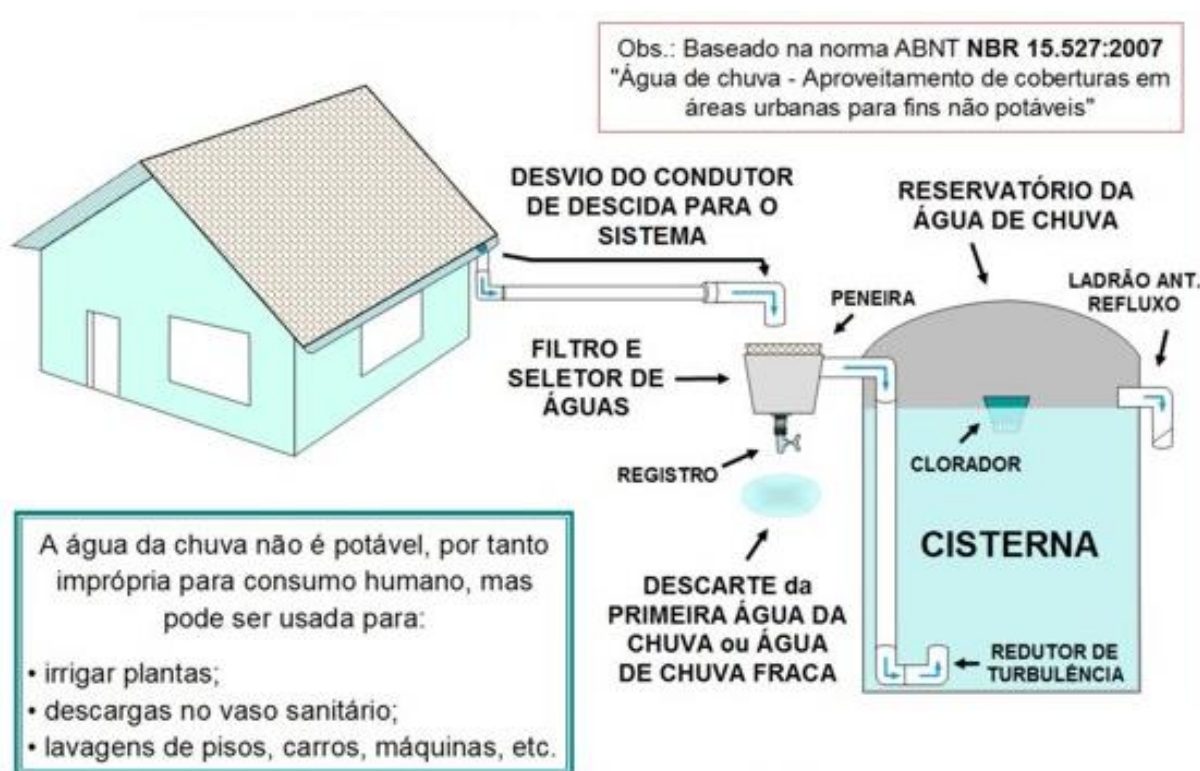 Obs.: Baseado na norma ABNT NBR 15.527:2007
"Água de chuva - Aproveitamento de coberturas em
áreas urbanas para fins não potáveis"
DESVIO DO CONDUTOR
DE DESCIDA PARA O
SISTEMA
RESERVATÓRIO DA
ÁGUA DE CHUVA
LADRÃO ANT.
REFLUXO
PENEIRA
FILTRO E
SELETOR DE
ÁGUAS
REGISTRO
CLORADOR
CISTERNA
DESCARTE da
PRIMEIRA ÁGUA DA
CHUVA ou ÁGUA
DE CHUVA FRACA
REDUTOR DE
TURBULÊNCIA
A água da chuva não é potável, por tanto
imprópria para consumo humano, mas
pode ser usada para:
• irrigar plantas;
• descargas no vaso sanitário;
• lavagens de pisos, carros, máquinas, etc.